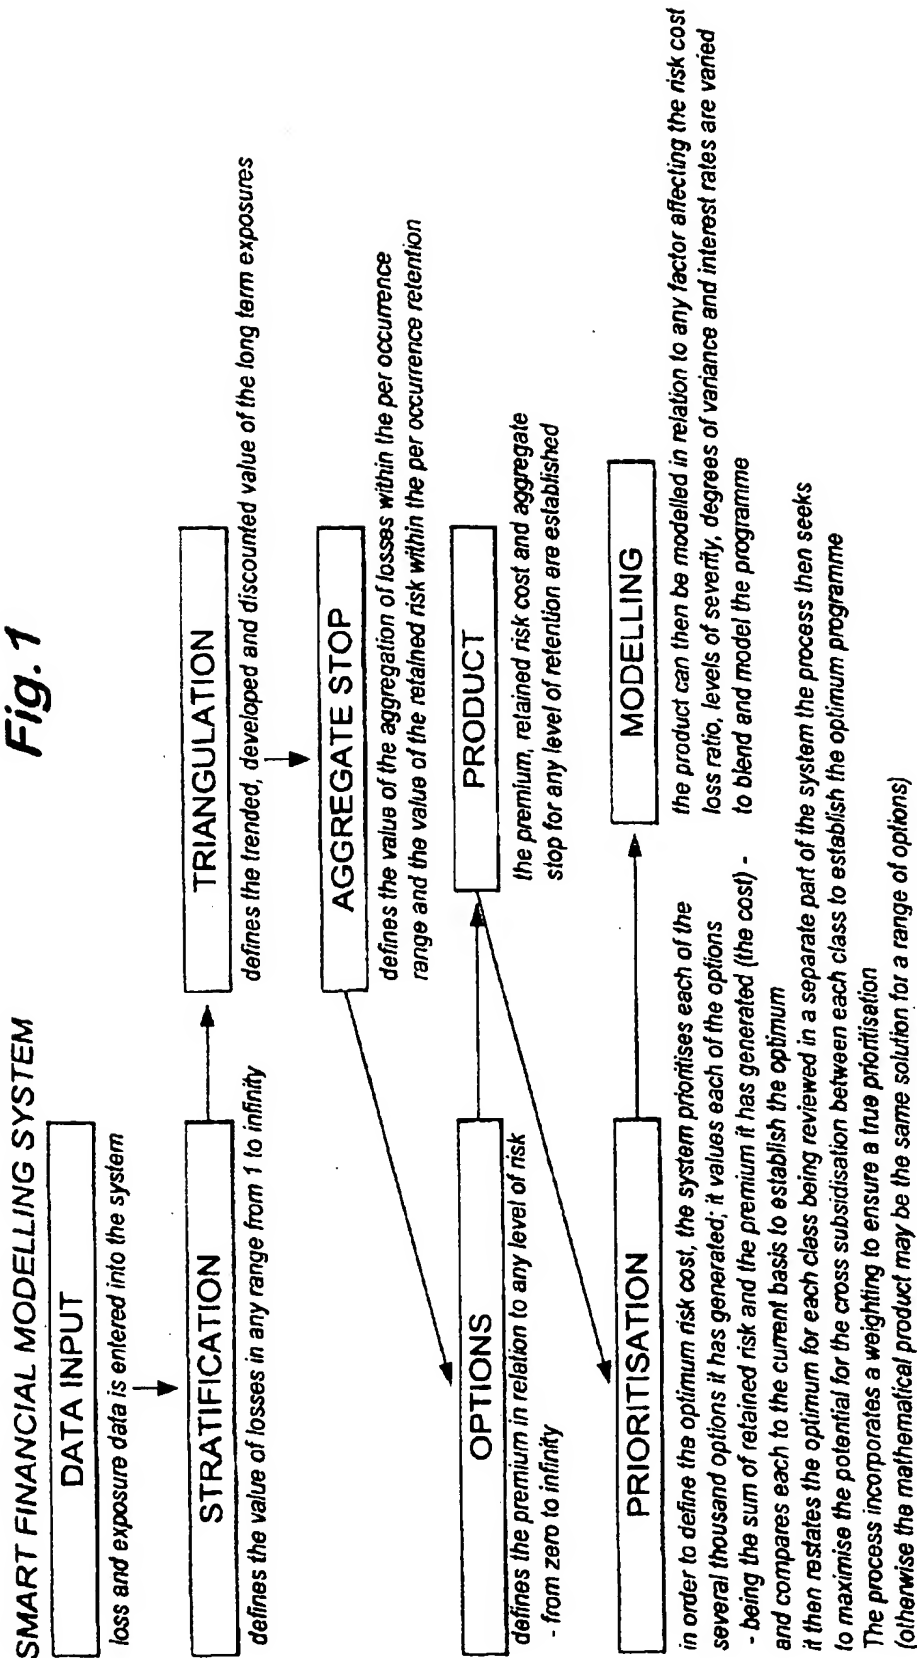 Fig.1
SMART FINANCIAL MODELLING SYSTEM
DATA INPUT
loss and exposure data is entered into the system
STRATIFICATION
defines the value of losses in any range from 1 to infinity
TRIANGULATION
defines the trended, developed and discounted value of the long term exposures
AGGREGATE STOP
defines the value of the aggregation of losses within the per occurrence
range and the value of the retained risk within the per occurrence retention
OPTIONS
defines the premium in relation to any level of risk
- from zero to infinity
PRODUCT
the premium, retained risk cost and aggregate
stop for any level of retention are established
PRIORITISATION
in order to define the optimum risk cost, the system prioritises each of the
several thousand options it has generated; it values each of the options
- being the sum of retained risk and the premium it has generated (the cost) -
and compares each to the current basis to establish the optimum
it then restates the optimum for each class being reviewed in a separate part of the system the process then seeks
to maximise the potential for the cross subsidisation between each class to establish the optimum programme
The process incorporates a weighting to ensure a true prioritisation
(otherwise the mathematical product may be the same solution for a range of options)
MODELLING
the product can then be modelled in relation to any factor affecting the risk cost
loss ratio, levels of severity, degrees of variance and interest rates are varied
to blend and model the programme